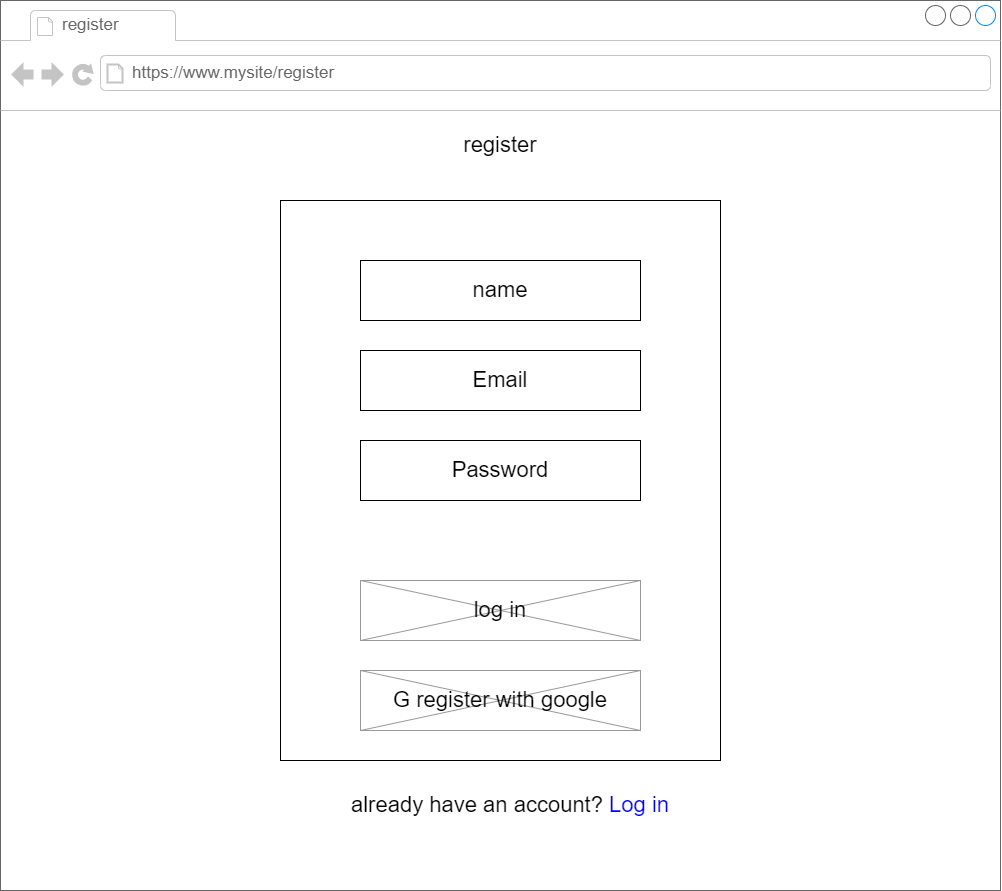 register
https://www.mysite/register
register
name
Email
Password
log in
G register with google
already have an account? Log in